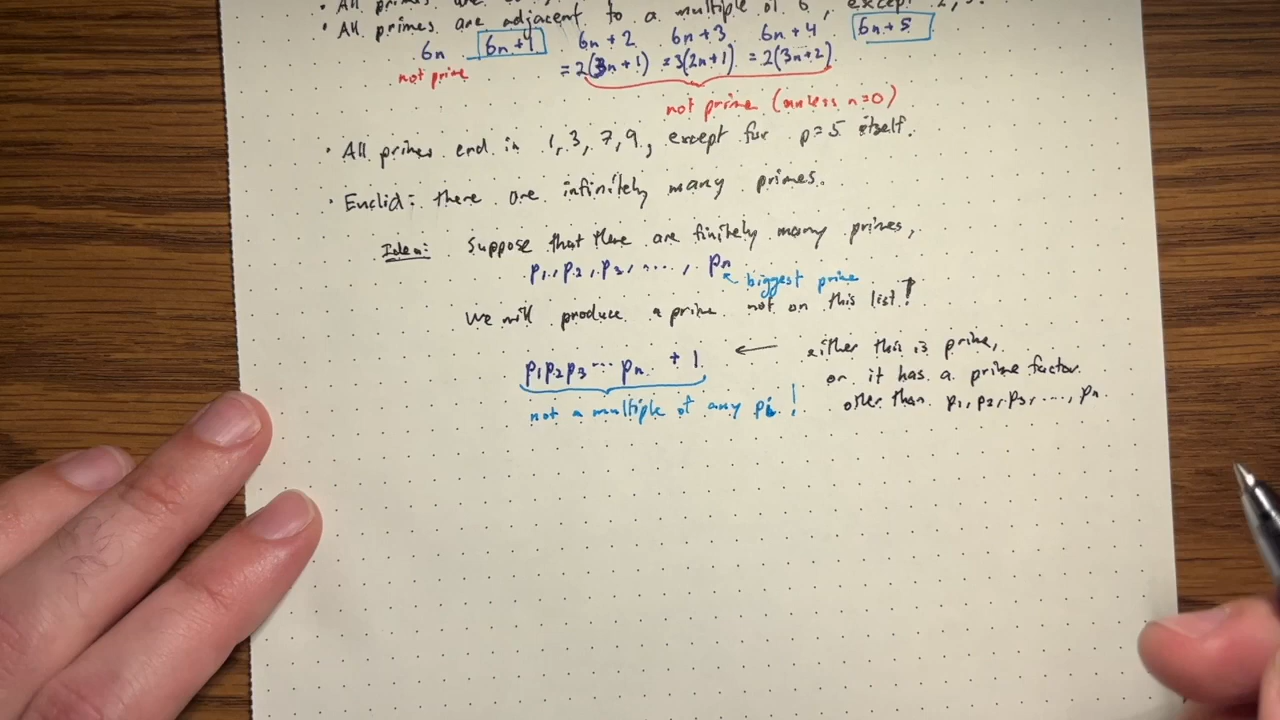 • All primes are
• All primes are adjacent to a multiple of 6, except 2, 3.
6n 6n+1 6n+2 6n+3 6n+4 6n+5
not prime =2(3n+1) =3(2n+1) =2(3n+2)
not prime (unless n=0)
• All primes end in 1, 3, 7, 9, except for p=5 itself.
• Euclid: there are infinitely many primes.
Idea: Suppose that there are finitely many primes,
p₁, p₂, p₃, ...., pₙ
← biggest prime
We will produce a prime not on this list!
p₁p₂p₃...pₙ + 1 ← either this is prime,
or it has a prime factor
not a multiple of any pᵢ! other than p₁, p₂, p₃, ...., pₙ.